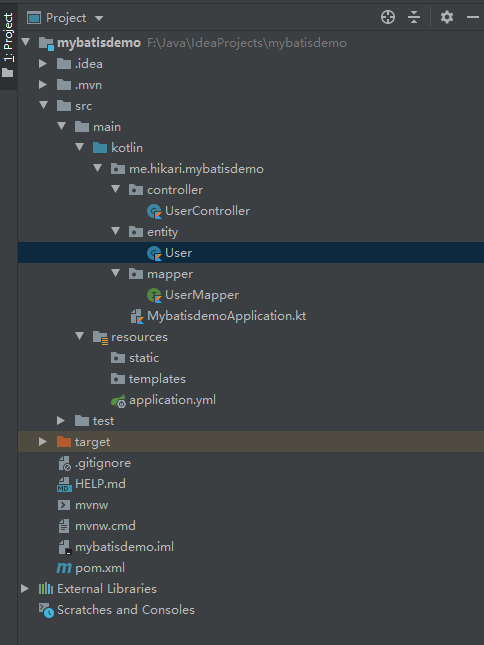 Project
1: Project
mybatisdemo F:\Java\IdeaProjects\mybatisdemo
.idea
.mvn
src
main
kotlin
me.hikari.mybatisdemo
controller
UserController
entity
User
mapper
UserMapper
MybatisdemoApplication.kt
resources
static
templates
application.yml
test
target
.gitignore
HELP.md
mvnw
mvnw.cmd
mybatisdemo.iml
pom.xml
External Libraries
Scratches and Consoles